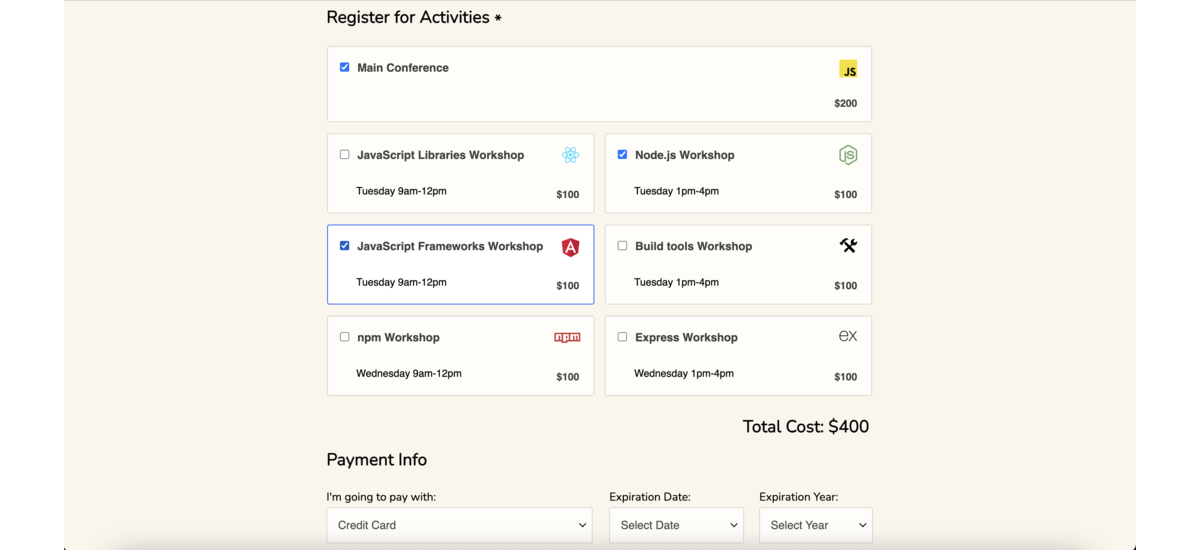 Register for Activities *
Main Conference
JS
$200
JavaScript Libraries Workshop
Tuesday 9am-12pm
$100
Node.js Workshop
JS
Tuesday 1pm-4pm
$100
JavaScript Frameworks Workshop
A
Tuesday 9am-12pm
$100
Build tools Workshop
Tuesday 1pm-4pm
$100
npm Workshop
npm
Wednesday 9am-12pm
$100
Express Workshop
ex
Wednesday 1pm-4pm
$100
Total Cost: $400
Payment Info
I'm going to pay with:
Credit Card
Expiration Date:
Select Date
Expiration Year:
Select Year